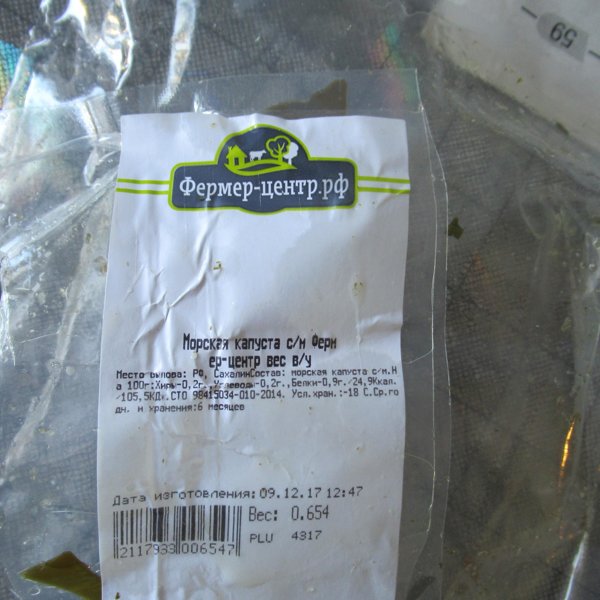 59
Фермер-центр.рф
Морская капуста с/м Ферм
ер-центр вес в/у
Место вылова: РФ, СахалинСостав: морская капуста с/м.Н
а 100г:Жиры-0,2г.,Углеводы-0,2г.,Белки-0,9г./24,9Ккал.
/105,5КДж.СТО 98415034-010-2014. Усл.хран.:-18 С.Ср.го
дн. и хранения:6 месяцев
Дата изготовления:09.12.17 12:47
Вес: 0.654
2117933 006547
PLU 4317